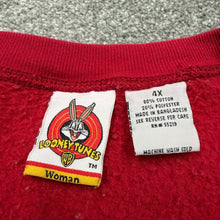 LOONEY TUNES
WB
Woman
4X
80% COTTON
20% POLYESTER
MADE IN BANGLADESH
SEE REVERSE FOR CARE
RN# 55219
MACHINE WASH COLD